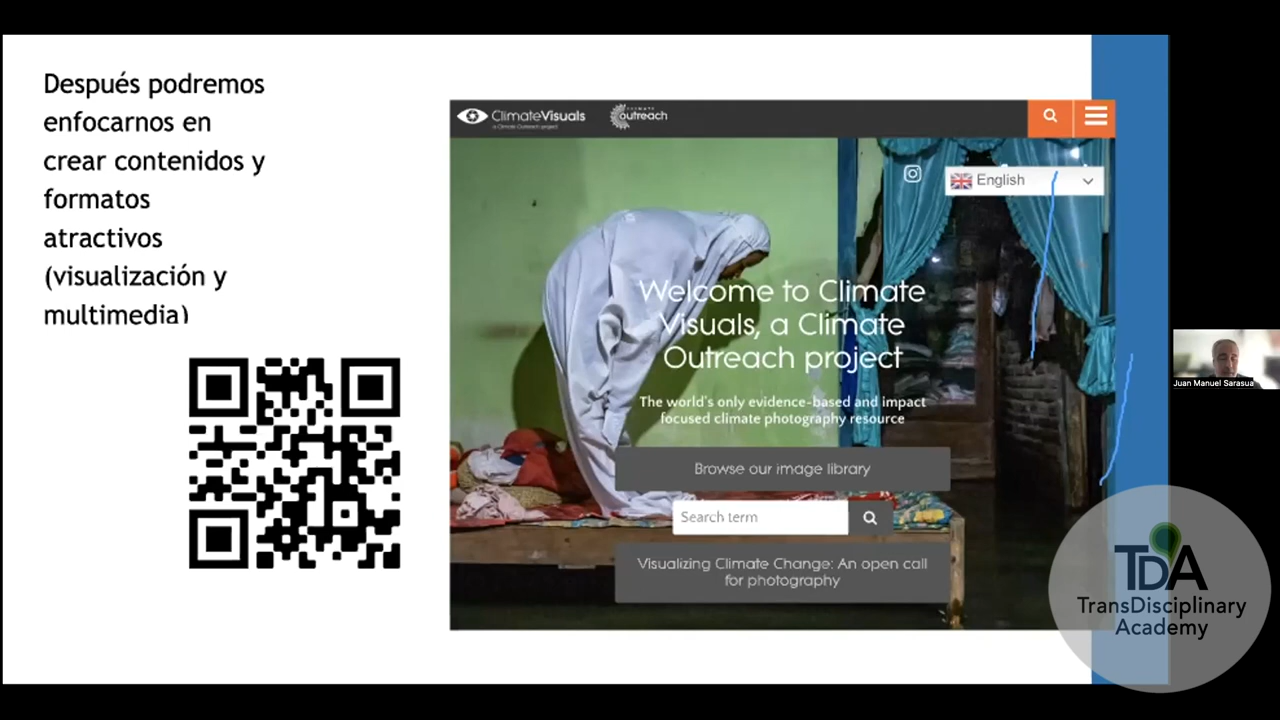 Después podremos
enfocarnos en
crear contenidos y
formatos
atractivos
(visualización y
multimedia)
ClimateVisuals
a Climate Outreach project
CLIMATE
outreach
English
Welcome to Climate
Visuals, a Climate
Outreach project
The world's only evidence-based and impact
focused climate photography resource
Browse our image library
Search term
Visualizing Climate Change: An open call
for photography
Juan Manuel Sarasua
TDA
TransDisciplinary
Academy